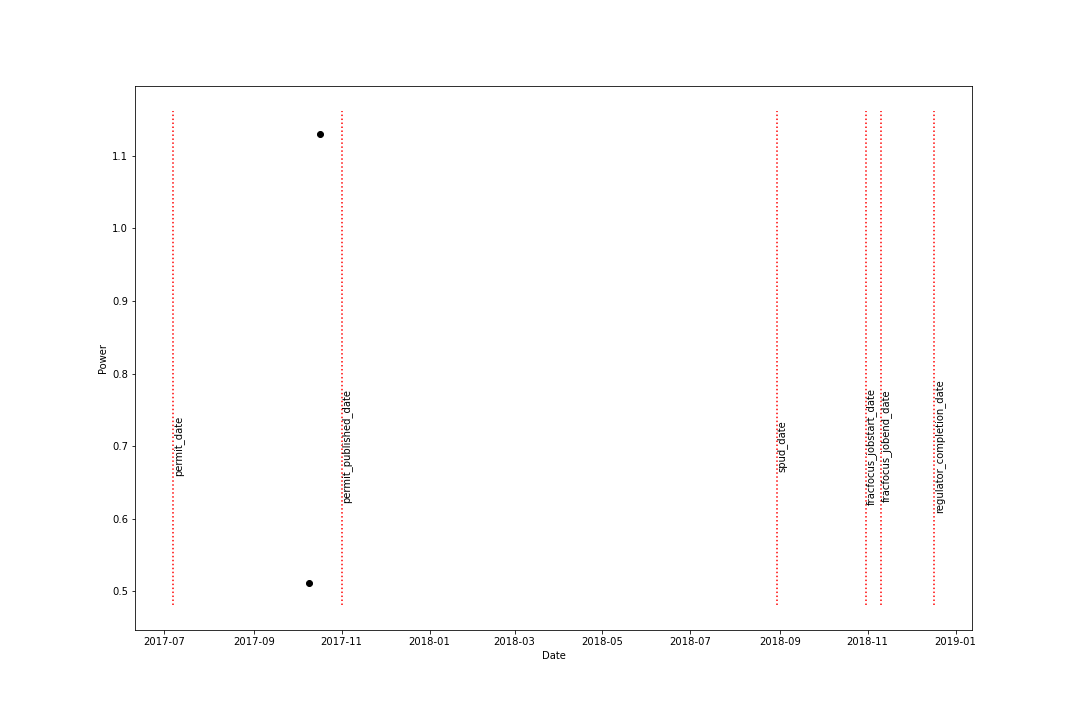 1.1
1.0
0.9
0.8
0.7
0.6
0.5
Power
permit_date
permit_published_date
spud_date
fracfocus_jobstart_date
fracfocus_jobend_date
regulator_completion_date
2017-07
2017-09
2017-11
2018-01
2018-03
2018-05
2018-07
2018-09
2018-11
2019-01
Date